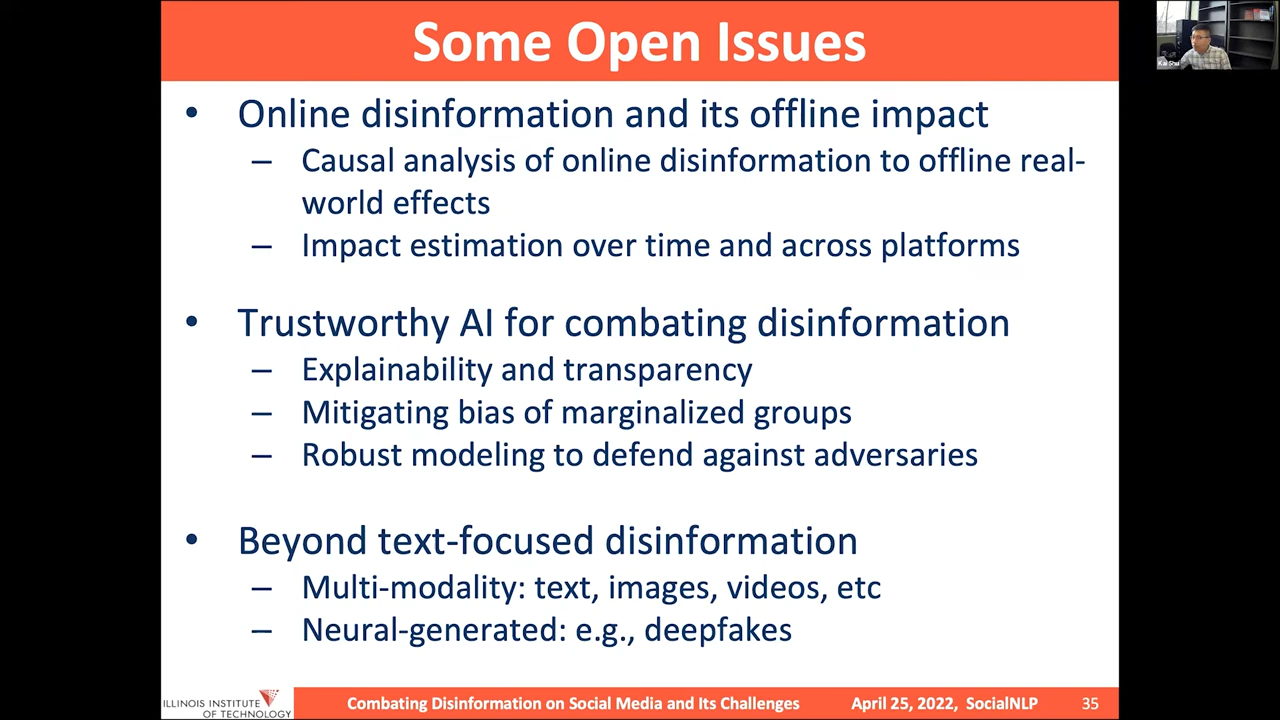 Some Open Issues
• Online disinformation and its offline impact
– Causal analysis of online disinformation to offline real-
world effects
– Impact estimation over time and across platforms
• Trustworthy AI for combating disinformation
– Explainability and transparency
– Mitigating bias of marginalized groups
– Robust modeling to defend against adversaries
• Beyond text-focused disinformation
– Multi-modality: text, images, videos, etc
– Neural-generated: e.g., deepfakes
ILLINOIS INSTITUTE
OF TECHNOLOGY
Combating Disinformation on Social Media and Its Challenges
April 25, 2022, SocialNLP
35
Kai Shu